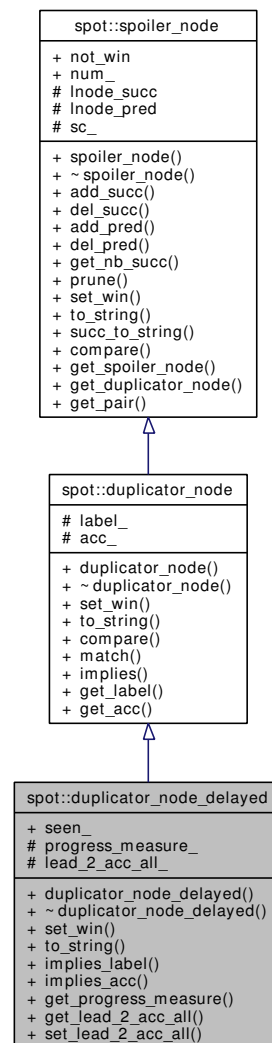 spot::spoiler_node
+ not_win
+ num_
# lnode_succ
# lnode_pred
# sc_
+ spoiler_node()
+ ~ spoiler_node()
+ add_succ()
+ del_succ()
+ add_pred()
+ del_pred()
+ get_nb_succ()
+ prune()
+ set_win()
+ to_string()
+ succ_to_string()
+ compare()
+ get_spoiler_node()
+ get_duplicator_node()
+ get_pair()
spot::duplicator_node
# label_
# acc_
+ duplicator_node()
+ ~ duplicator_node()
+ set_win()
+ to_string()
+ compare()
+ match()
+ implies()
+ get_label()
+ get_acc()
spot::duplicator_node_delayed
+ seen_
# progress_measure_
# lead_2_acc_all_
+ duplicator_node_delayed()
+ ~ duplicator_node_delayed()
+ set_win()
+ to_string()
+ implies_label()
+ implies_acc()
+ get_progress_measure()
+ get_lead_2_acc_all()
+ set_lead_2_acc_all()